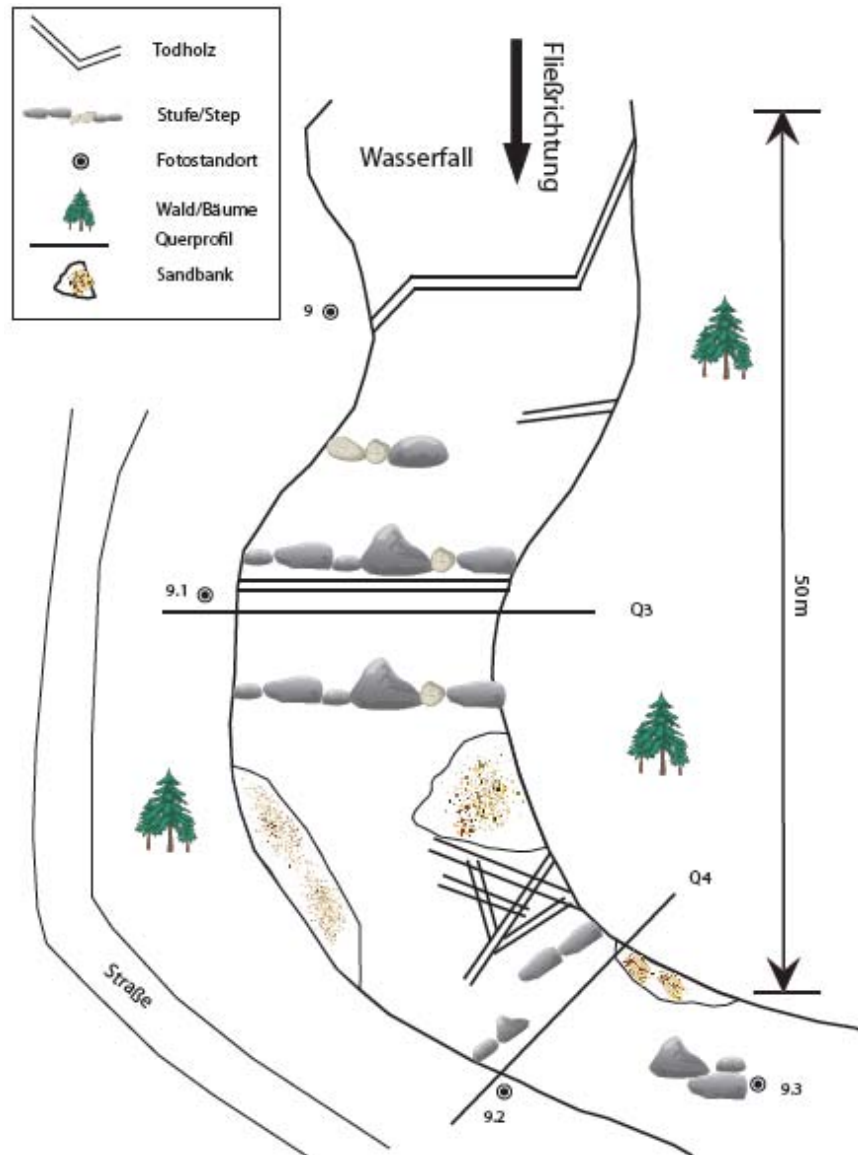 Todholz
Stufe/Step
Fotostandort
Wald/Bäume
Querprofil
Sandbank
Fließrichtung
Wasserfall
9
9.1
Q3
50 m
Q4
Straße
9.2
9.3